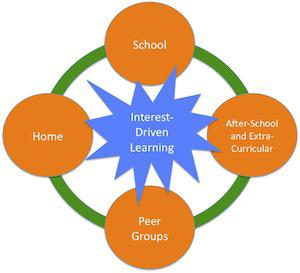 School
Interest-
Driven
Learning
Home
After-School
and Extra-
Curricular
Peer
Groups